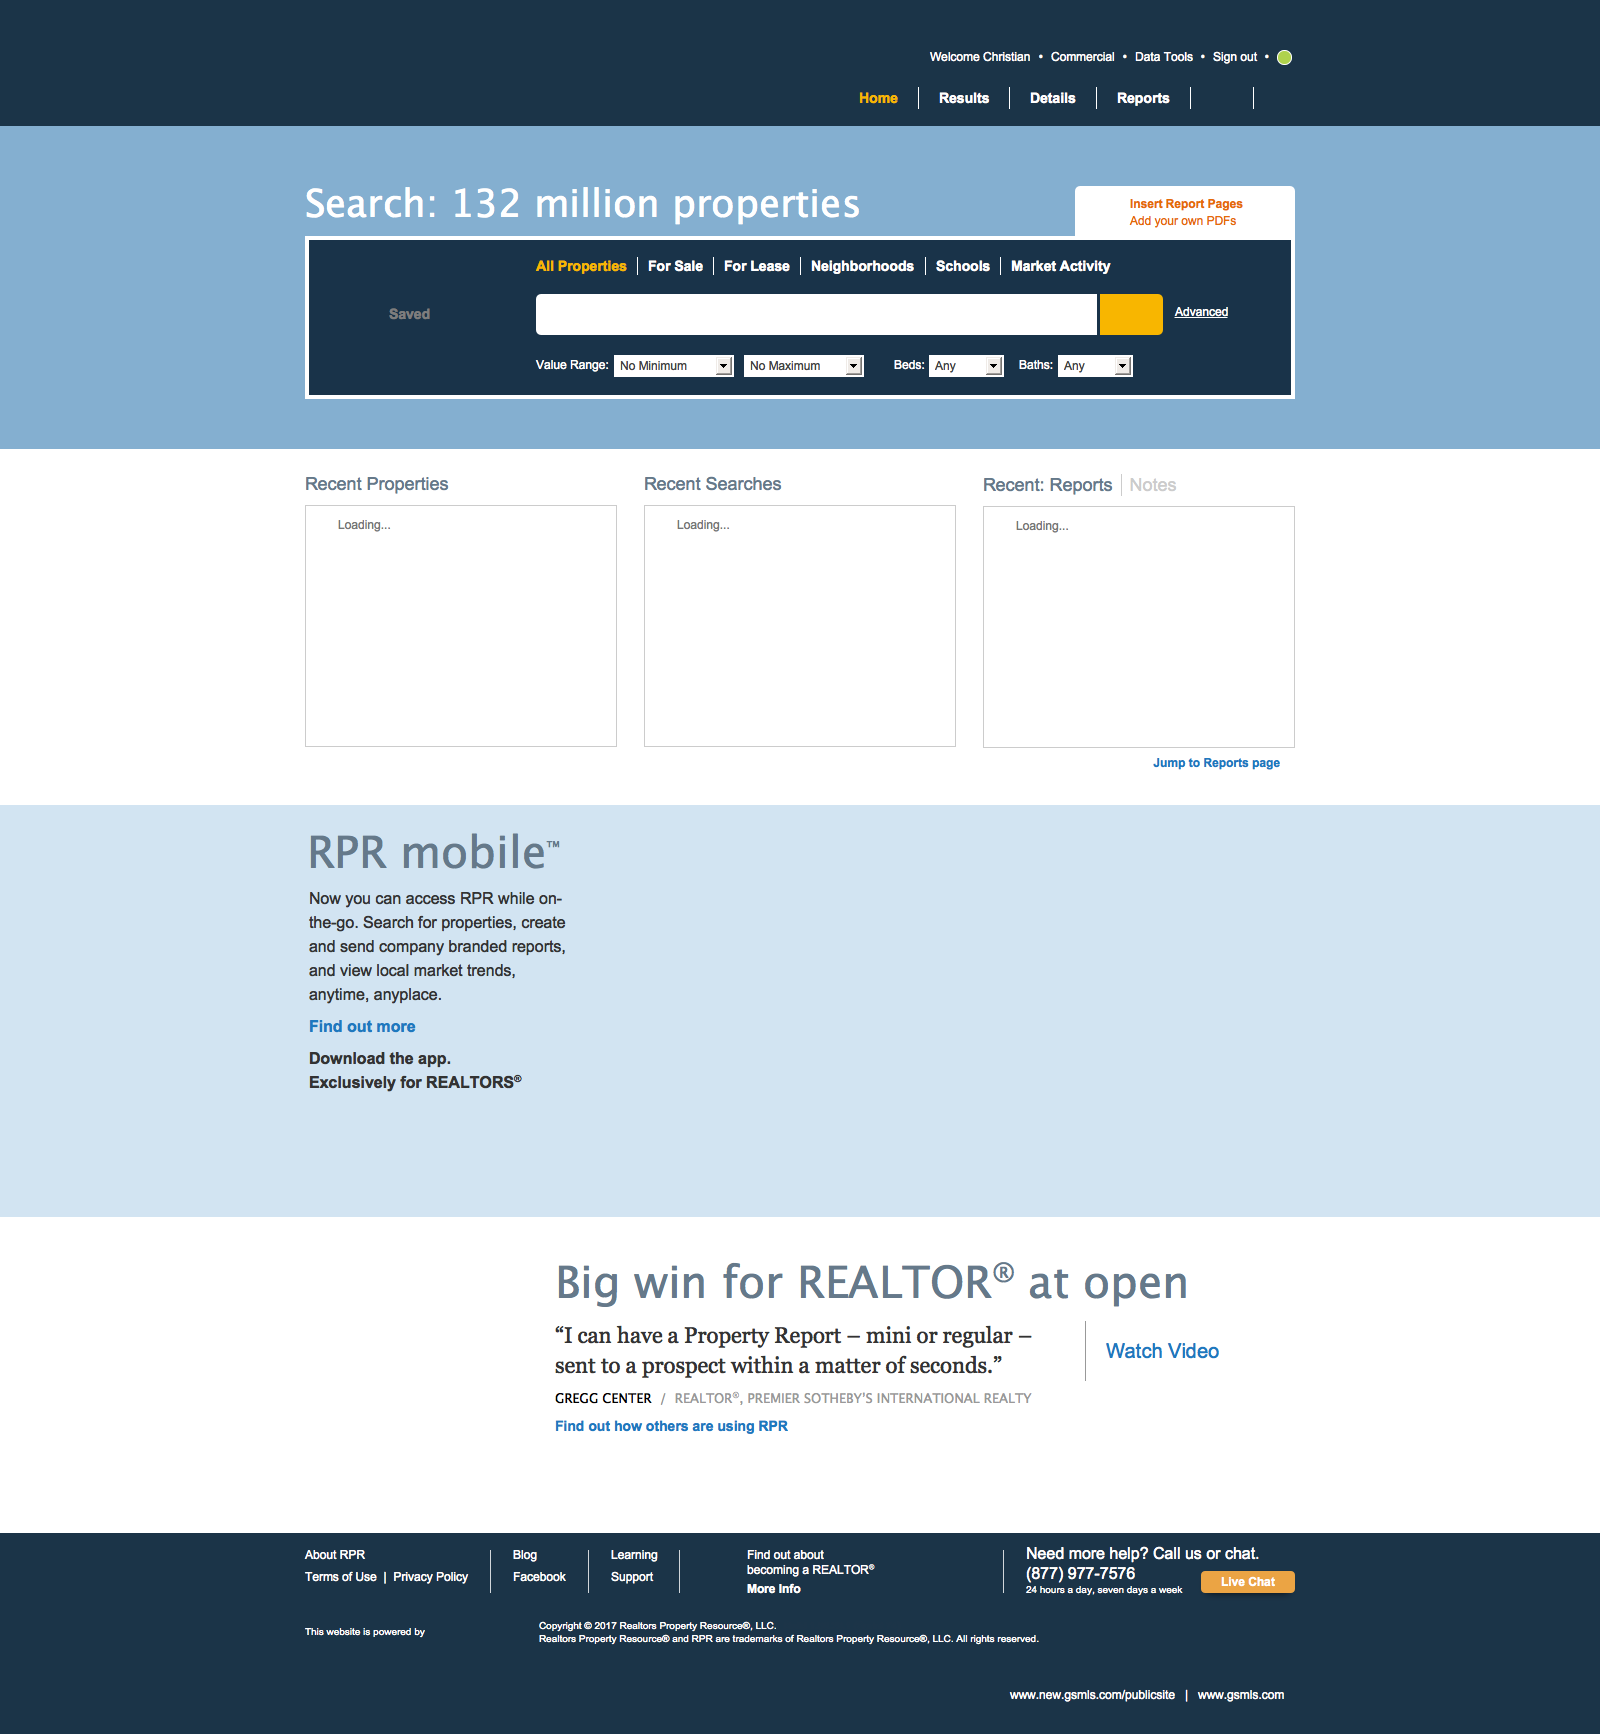 Welcome Christian • Commercial • Data Tools • Sign out •
Home Results Details Reports
Search: 132 million properties
Insert Report Pages
Add your own PDFs
All Properties For Sale For Lease Neighborhoods Schools Market Activity
Saved
Advanced
Value Range: No Minimum No Maximum Beds: Any Baths: Any
Recent Properties
Loading...
Recent Searches
Loading...
Recent: Reports Notes
Loading...
Jump to Reports page
RPR mobile™
Now you can access RPR while on-
the-go. Search for properties, create
and send company branded reports,
and view local market trends,
anytime, anyplace.
Find out more
Download the app.
Exclusively for REALTORS®
Big win for REALTOR® at open
“I can have a Property Report – mini or regular –
sent to a prospect within a matter of seconds.”
GREGG CENTER / REALTOR®, PREMIER SOTHEBY'S INTERNATIONAL REALTY
Find out how others are using RPR
Watch Video
About RPR
Terms of Use | Privacy Policy
Blog
Facebook
Learning
Support
Find out about
becoming a REALTOR®
More Info
Need more help? Call us or chat.
(877) 977-7576
24 hours a day, seven days a week
Live Chat
This website is powered by
Copyright © 2017 Realtors Property Resource®, LLC.
Realtors Property Resource® and RPR are trademarks of Realtors Property Resource®, LLC. All rights reserved.
www.new.gsmls.com/publicsite | www.gsmls.com